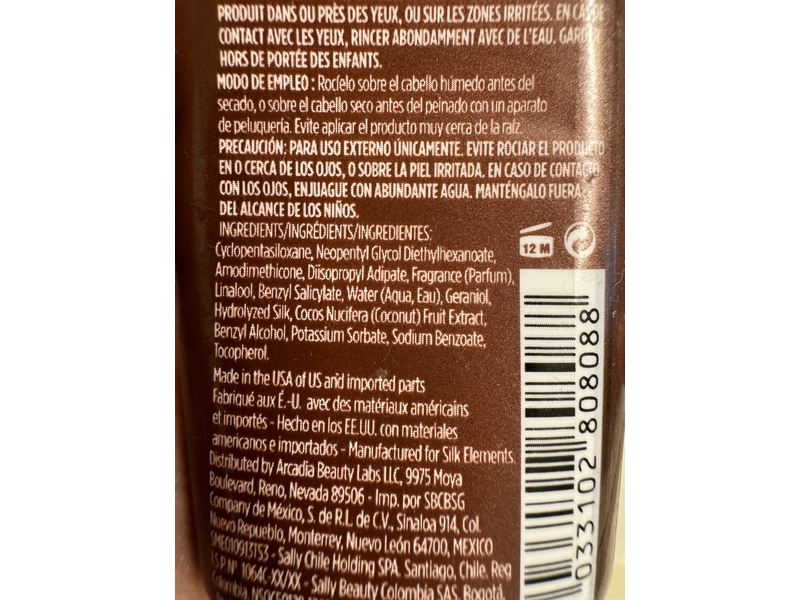 PRODUIT DANS OU PRÈS DES YEUX, OU SUR LES ZONES IRRITÉES. EN CAS DE
CONTACT AVEC LES YEUX, RINCER ABONDAMMENT AVEC DE L'EAU. GARDER
HORS DE PORTÉE DES ENFANTS.
MODO DE EMPLEO : Rocíelo sobre el cabello húmedo antes del
secado, o sobre el cabello seco antes del peinado con un aparato
de peluquería. Evite aplicar el producto muy cerca de la raíz.
PRECAUCIÓN: PARA USO EXTERNO ÚNICAMENTE. EVITE ROCIAR EL PRODUCTO
EN O CERCA DE LOS OJOS, O SOBRE LA PIEL IRRITADA. EN CASO DE CONTACTO
CON LOS OJOS, ENJUAGUE CON ABUNDANTE AGUA. MANTÉNGALO FUERA
DEL ALCANCE DE LOS NIÑOS.
INGREDIENTS/INGRÉDIENTS/INGREDIENTES:
Cyclopentasiloxane, Neopentyl Glycol Diethylhexanoate,
Amodimethicone, Diisopropyl Adipate, Fragrance (Parfum),
Linalool, Benzyl Salicylate, Water (Aqua, Eau), Geraniol,
Hydrolyzed Silk, Cocos Nucifera (Coconut) Fruit Extract,
Benzyl Alcohol, Potassium Sorbate, Sodium Benzoate,
Tocopherol.
12 M
Made in the USA of US and imported parts
Fabriqué aux É.-U. avec des matériaux américains
et importés - Hecho en los EE.UU. con materiales
americanos e importados - Manufactured for Silk Elements.
Distributed by Arcadia Beauty Labs LLC, 9975 Moya
Boulevard, Reno, Nevada 89506 - Imp. por SBCBSG
Company de México, S. de R.L. de C.V., Sinaloa 914, Col.
Nuevo Repueblo, Monterrey, Nuevo León 64700, MEXICO
SME010913TS3 - Sally Chile Holding SPA. Santiago, Chile. Reg
I.S.P Nº 1064C-XX/XX - Sally Beauty Colombia SAS. Bogotá,
Colombia.
033102 808088